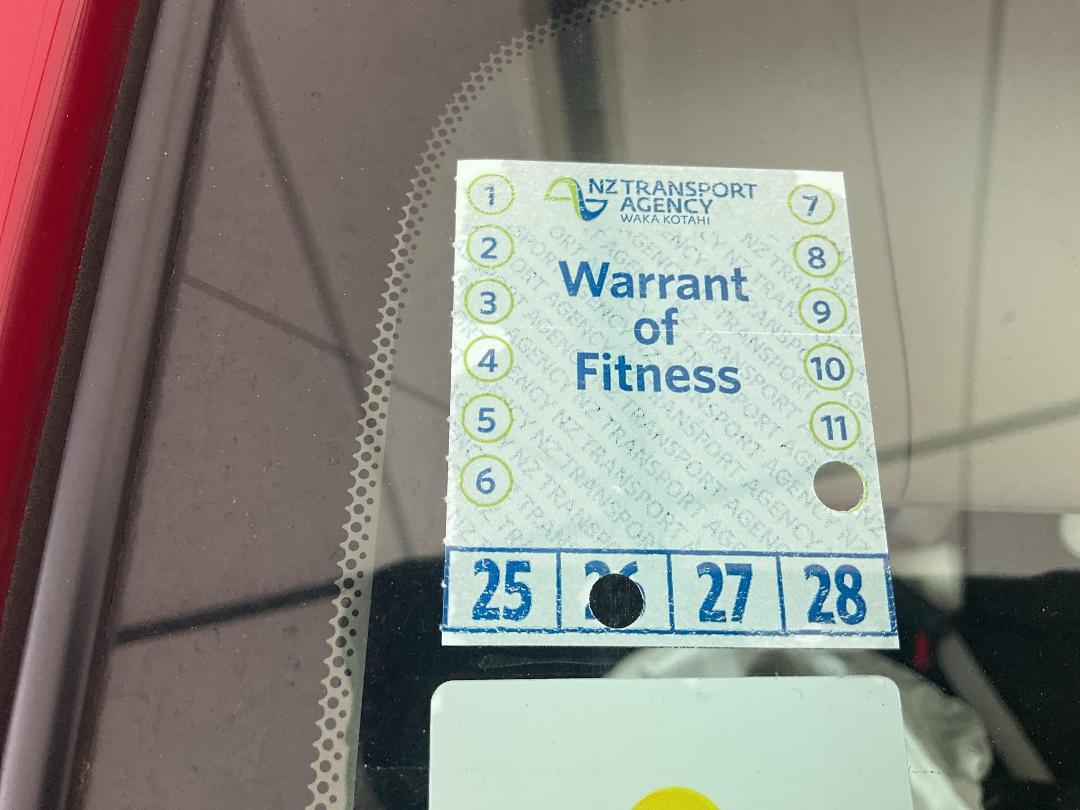 1
NZ TRANSPORT
AGENCY
WAKA KOTAHI
7
2
8
Warrant
of
Fitness
3
9
4
10
5
11
6
25
27
28